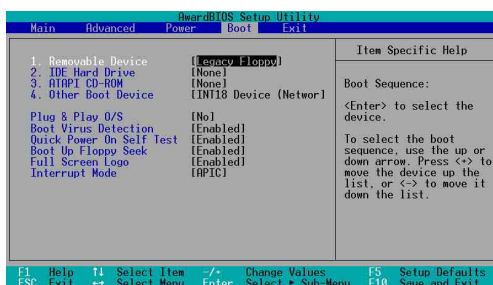 AwardBIOS Setup Utility
Main Advanced Power Boot Exit
1. Removable Device [Legacy Floppy]
2. IDE Hard Drive [None]
3. ATAPI CD-ROM [None]
4. Other Boot Device [INT18 Device (Networ]
Plug & Play O/S [No]
Boot Virus Detection [Enabled]
Quick Power On Self Test [Enabled]
Boot Up Floppy Seek [Enabled]
Full Screen Logo [Enabled]
Interrupt Mode [APIC]
Item Specific Help
Boot Sequence:
<Enter> to select the
device.
To select the boot
sequence, use the up or
down arrow. Press <+> to
move the device up the
list, or <-> to move it
down the list.
F1 Help ↑↓ Select Item -/+ Change Values F5 Setup Defaults
ESC Exit ←→ Select Menu Enter Select ► Sub-Menu F10 Save and Exit